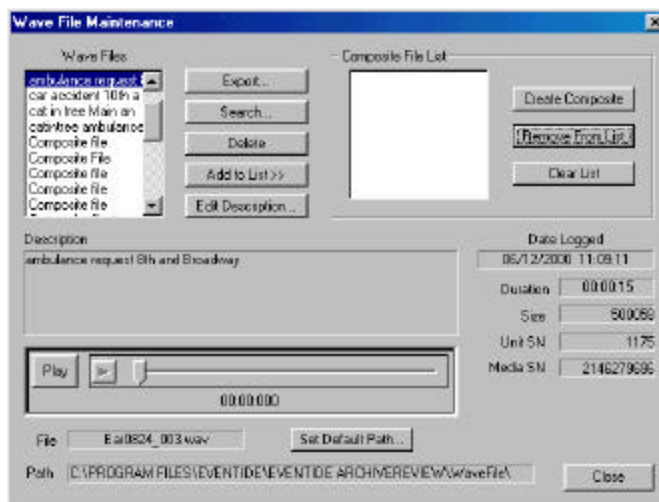 Wave File Maintenance
Wave Files
ambulance request 8
car accident 10th a
cat in tree Main an
cat in tree ambulance
Composite file
Composite File
Composite file
Composite file
Composite file
Export...
Search...
Delete
Add to List >>
Edit Description...
Composite File List
Create Composite
Remove From List
Clear List
Description
ambulance request 8th and Broadway
Date Logged
06/12/2000 11:09:11
Duration 00:00:15
Size 500059
Unit SN 1175
Media SN 2146279696
Play
00:00:000
File Ear0824_003.wav
Set Default Path...
Path C:\PROGRAM FILES\EVENTIDE\EVENTIDE ARCHIVEREVIEW\WaveFile\
Close